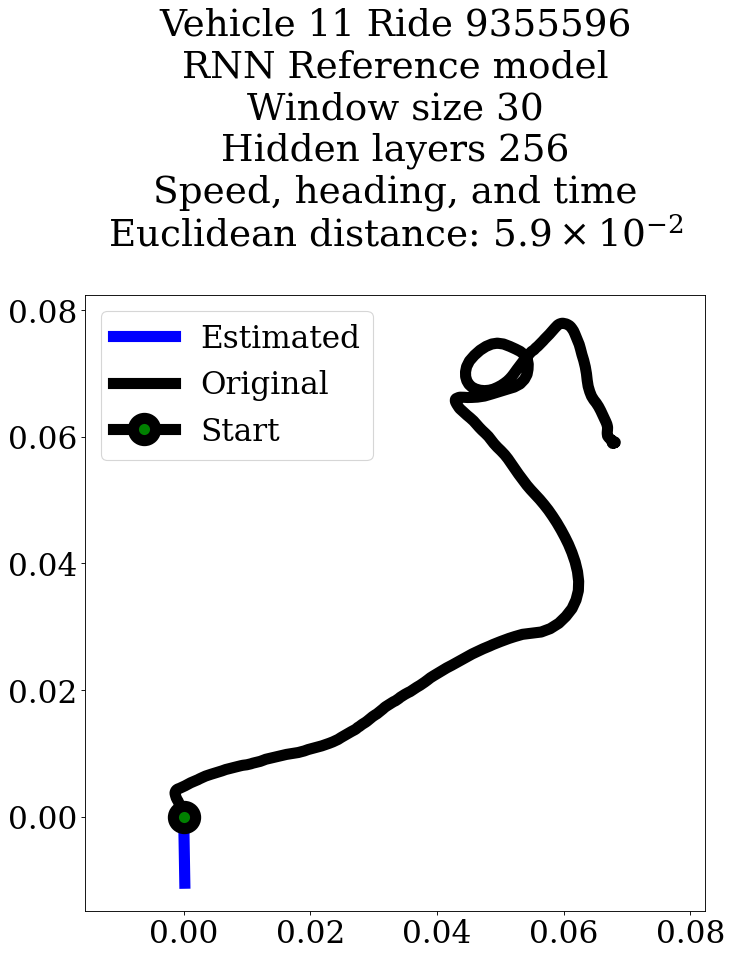 Vehicle 11 Ride 9355596
RNN Reference model
Window size 30
Hidden layers 256
Speed, heading, and time
Euclidean distance: 5.9 × 10⁻²
Estimated
Original
Start
0.08
0.06
0.04
0.02
0.00
0.00 0.02 0.04 0.06 0.08